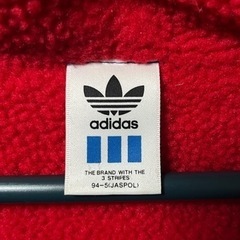 adidas
THE BRAND WITH THE
3 STRIPES
94-5(JASPOL)